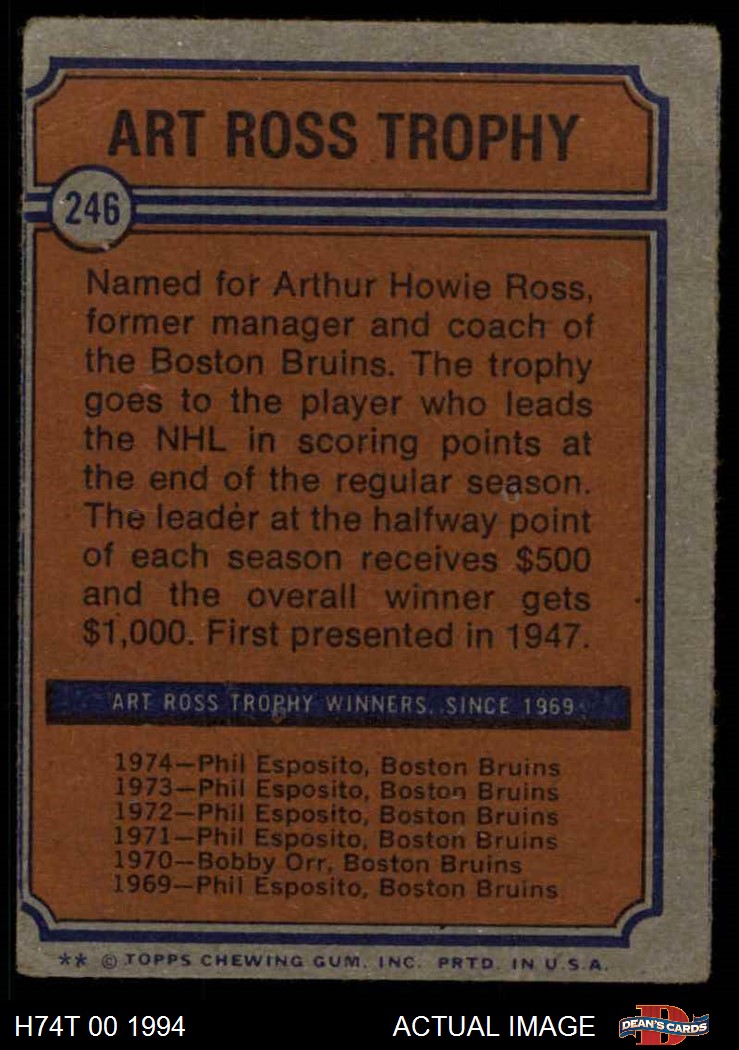 ART ROSS TROPHY
246
Named for Arthur Howie Ross,
former manager and coach of
the Boston Bruins. The trophy
goes to the player who leads
the NHL in scoring points at
the end of the regular season.
The leader at the halfway point
of each season receives $500
and the overall winner gets
$1,000. First presented in 1947.
ART ROSS TROPHY WINNERS. .SINCE 1969
1974—Phil Esposito, Boston Bruins
1973—Phil Esposito, Boston Bruins
1972—Phil Esposito, Boston Bruins
1971—Phil Esposito, Boston Bruins
1970—Bobby Orr, Boston Bruins
1969—Phil Esposito, Boston Bruins
** © TOPPS CHEWING GUM. INC. PRTD. IN U.S.A.
H74T 00 1994 ACTUAL IMAGE D DEAN'S CARDS